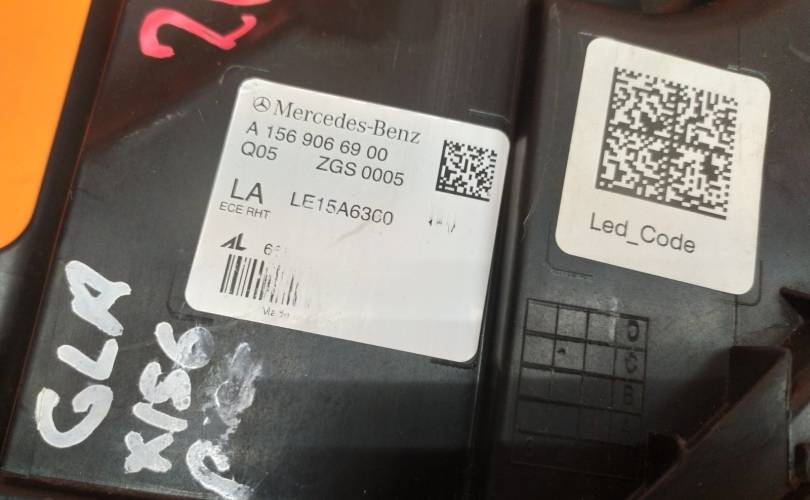 Mercedes-Benz
A 156 906 69 00
Q05 ZGS 0005
LA LE15A63C0
ECE RHT
AL
Led_Code
GLA
X156